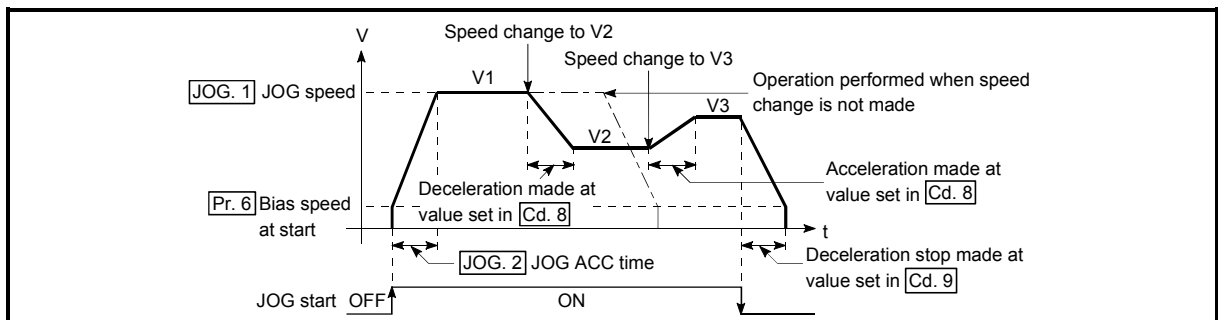 Speed change to V2
V
Speed change to V3
JOG. 1 JOG speed
V1
Operation performed when speed
change is not made
V3
V2
Deceleration made at
value set in Cd. 8
Acceleration made at
value set in Cd. 8
Pr. 6 Bias speed
at start
t
JOG. 2 JOG ACC time
Deceleration stop made at
value set in Cd. 9
JOG start OFF
ON